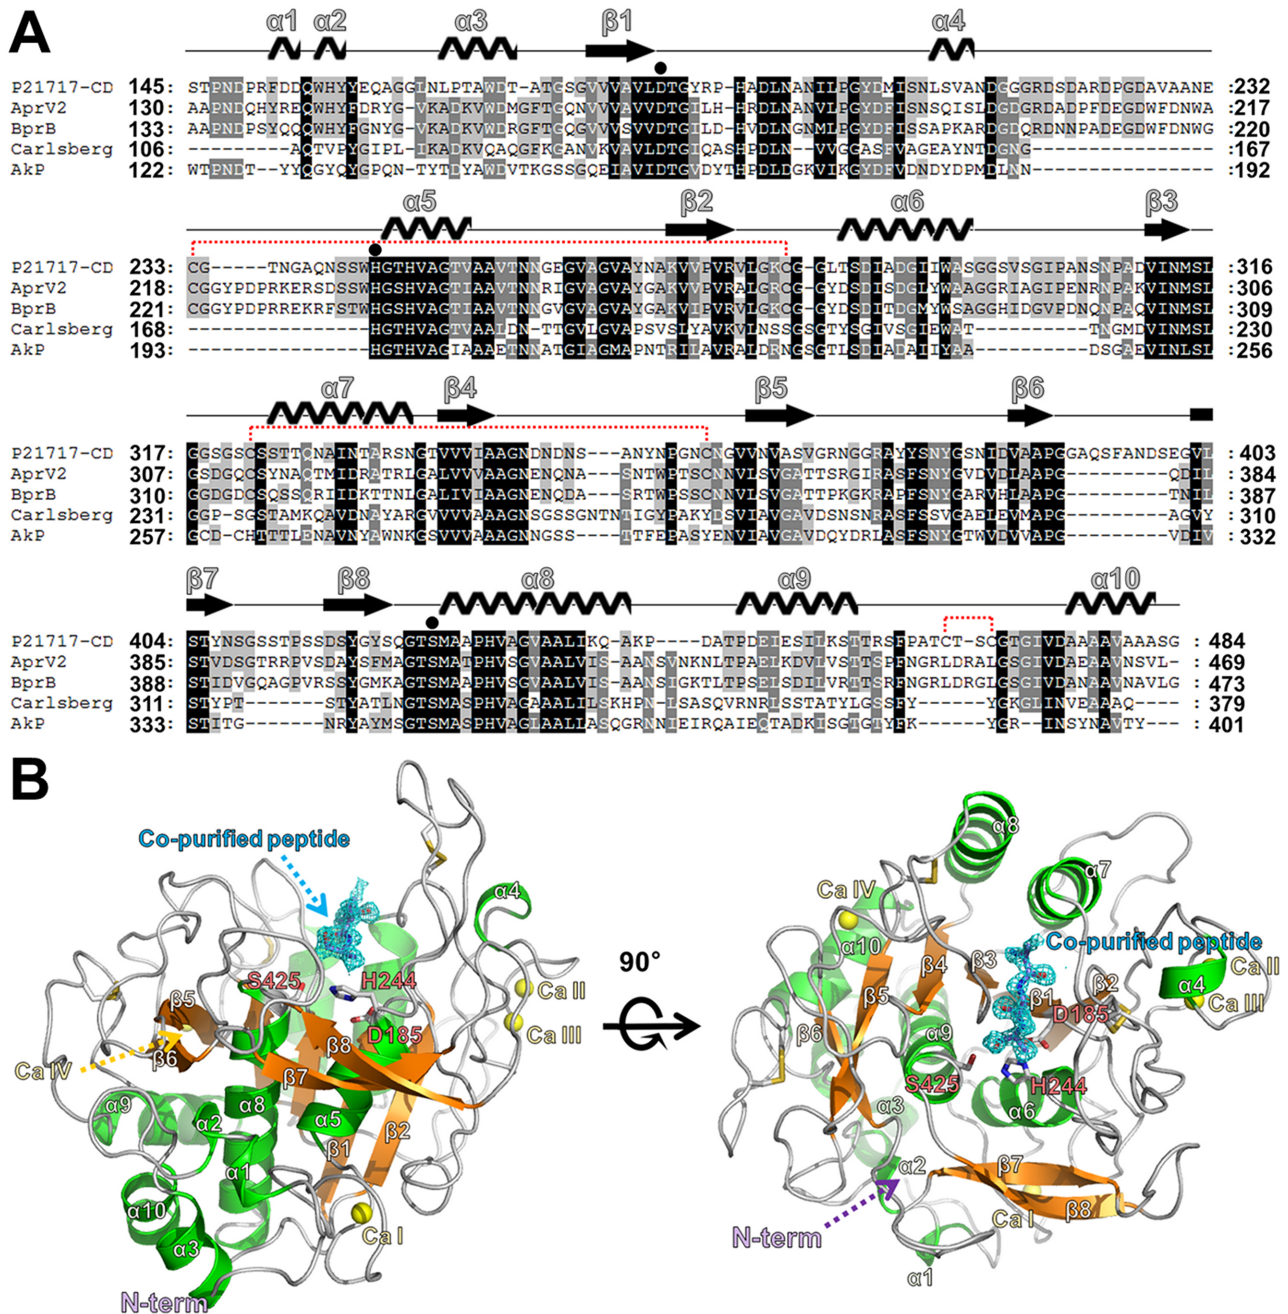 A
α1 α2 α3 β1 α4
P21717-CD 145: STPNDPRFDDQWHYYEQAGGLNLPTAWDT-ATGSGVVVAVLDTGYRP-HADLNANILPGYDMISNLSVANDGGGRDSDARDPGDAVAANE :232
AprV2 130: AAPNDQHYREQWHYFDRYG-VKADKVWDMGFTGQNVVVAVVDTGILH-HRDLNANVLPGYDFISNSQISLDGDGRDADPFDEGDWFDNWA :217
BprB 133: AAPNDPSYQQQWHYFGNYG-VKADKVWDRGFTGQGVVVSVVDTGILD-HVDLNGNMLPGYDFISSAPKARDGDQRDNNPADEGDWFDNWG :220
Carlsberg 106: ---------AQTVPYGIPL-IKADKVQAQGFKGANVKVAVLDTGIQASHPDLN--VVGGASFVAGEAYNTDGNG---------------- :167
AkP 122: WTPNDT--YYQGYQYGPQN-TYTDYAWDVTKGSSGQEIAVIDTGVDYTHPDLDGKVIKGYDFVDNDYDPMDLNN---------------- :192
α5 β2 α6 β3
P21717-CD 233: CG-----TNGAQNSSWHGTHVAGTVAAVTNNGEGVAGVAYNAKVVPVRVLGKCG-GLTSDIADGIIWASGGSVSGIPANSNPADVINMSL :316
AprV2 218: CGGYPDPRKERSDSSWHGSHVAGTIAAVTNNRIGVAGVAYGAKVVPVRALGRCG-GYDSDISDGLYWAAGGRIAGIPENRNPAKVINMSL :306
BprB 221: CGGYPDPRREKRFSTWHGSHVAGTIAAVTNNGVGVAGVAYGAKVIPVRVLGKCG-GYDSDITDGMYWAAGGHIDGVPDNQNPAQVVNMSL :309
Carlsberg 168: ----------------HGTHVAGTVAALDN-TTGVLGVAPSVSLYAVKVLNSSGSGTYSGIVSGIEWAT----------TNGMDVINMSL :230
AkP 193: ----------------HGTHVAGIAAAETNNATGIAGMAPNTRILAVRALDRNGSGTLSDIADAIIYAA----------DSGAEVINLSL :256
α7 β4 β5 β6
P21717-CD 317: GGSGSCSSTTQNAINTARSNGTVVVIAAGNDNDNS---ANYNPGNCNGVVNVASVGRNGGRAYYSNYGSNIDVAAPGGAQSFANDSEGVL :403
AprV2 307: GSDGQCSYNAQTMIDRATRLGALVVVAAGNENQNA---SNTWPTSCNNVLSVGATTSRGIRASFSNYGVDVDLAAPG---------QDIL :384
BprB 310: GGDGDCSQSSQRIIDKTTNLGALIVIAAGNENQDA---SRTWPSSCNNVLSVGATTPKGKRAPFSNYGARVHLAAPG---------TNIL :387
Carlsberg 231: GGP-SGSTAMKQAVDNAYARGVVVVAAAGNSGSSGNTNTIGYPAKYDSVIAVGAVDSNSNRASFSSVGAELEVMAPG---------AGVY :310
AkP 257: GCD-CHTTTLENAVNYAWNKGSVVVAAAGNNGSS----TTFEPASYENVIAVGAVDQYDRLASFSNYGTWVDVVAPG---------VDIV :332
β7 β8 α8 α9 α10
P21717-CD 404: STYNSGSSTPSSDSYGYSQGTSMAAPHVAGVAALIKQ-AKP---DATPDEIESILKSTTRSFPATCT-SCGTGIVDAAAAVAAASG :484
AprV2 385: STVDSGTRRPVSDAYSFMAGTSMATPHVSGVAALVIS-AANSVNKNLTPAELKDVLVSTTSPFNGRLDRALGSGIVDAEAAVNSVL- :469
BprB 388: STIDVGQAGPVRSSYGMKAGTSMAAPHVSGVAALVIS-AANSIGKTLTPSELSDILVRTTSRFNGRLDRGLGSGIVDANAAVNAVLG :473
Carlsberg 311: STYPT-------STYATLNGTSMASPHVAGAAALILSKHPN-LSASQVRNRLSSTATYLGSSF-----YGKGLINVEAAAQ---- :379
AkP 333: STITG-------NRYAYMSGTSMASPHVAGLAALLASQGRNNIEIRQAIEQTADKISGTGTYFK-----YGR--INSYNAVTY--- :401
B
Co-purified peptide
α4
S425
H244
D185
Ca II
Ca III
Ca IV
β5
β6
β8
β7
α9
α8
α2
α5
β2
β1
α1
α10
α3
Ca I
N-term
90°
α8
α7
Ca IV
α10
Co-purified peptide
β4
β3
β5
β1
β2
Ca II
α4
Ca III
D185
β6
α9
S425
H244
α6
α3
α2
β7
β8
Ca I
N-term
α1